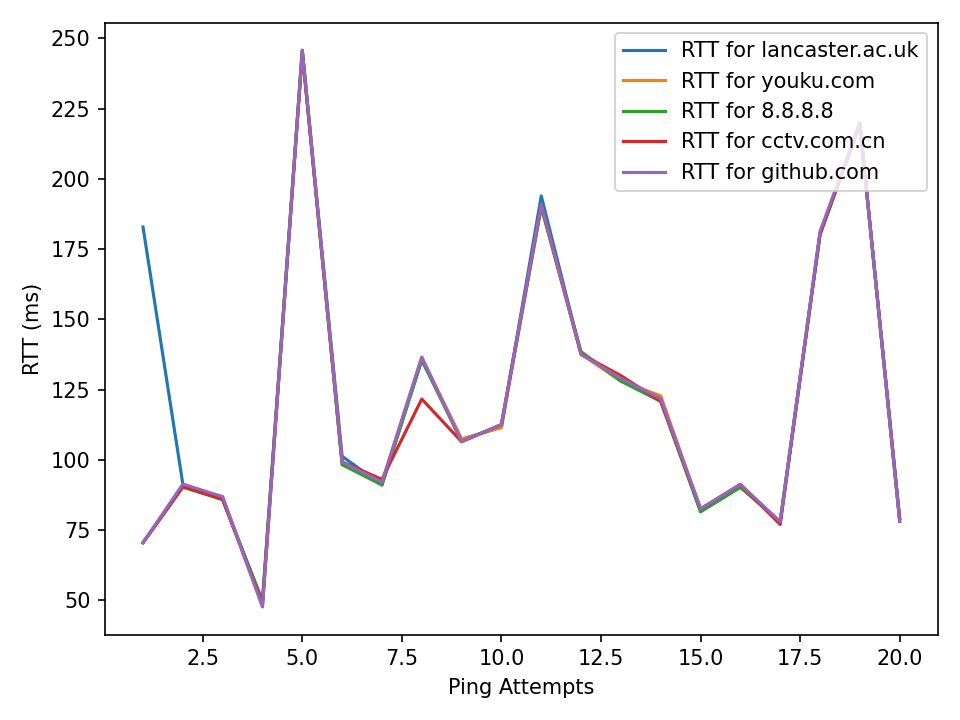 250
225
200
175
150
125
100
75
50
RTT (ms)
2.5 5.0 7.5 10.0 12.5 15.0 17.5 20.0
Ping Attempts
RTT for lancaster.ac.uk
RTT for youku.com
RTT for 8.8.8.8
RTT for cctv.com.cn
RTT for github.com